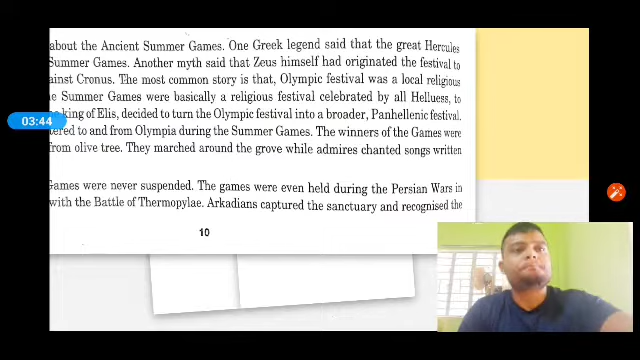 about the Ancient Summer Games. One Greek legend said that the great Hercules
Summer Games. Another myth said that Zeus himself had originated the festival to
ainst Cronus. The most common story is that, Olympic festival was a local religious
e Summer Games were basically a religious festival celebrated by all Helluess, to
king of Elis, decided to turn the Olympic festival into a broader, Panhellenic festival.
03:44
tered to and from Olympia during the Summer Games. The winners of the Games were
from olive tree. They marched around the grove while admires chanted songs written
Games were never suspended. The games were even held during the Persian Wars in
with the Battle of Thermopylae. Arkadians captured the sanctuary and recognised the
10